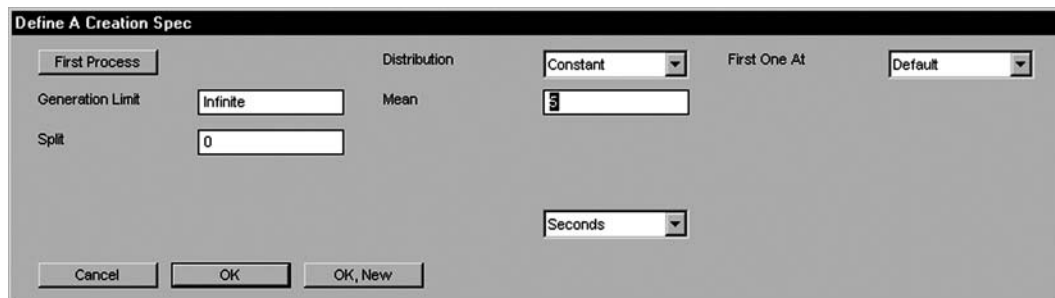 Define A Creation Spec
First Process Distribution Constant First One At Default
Generation Limit Infinite Mean 5
Split 0
Seconds
Cancel OK OK, New